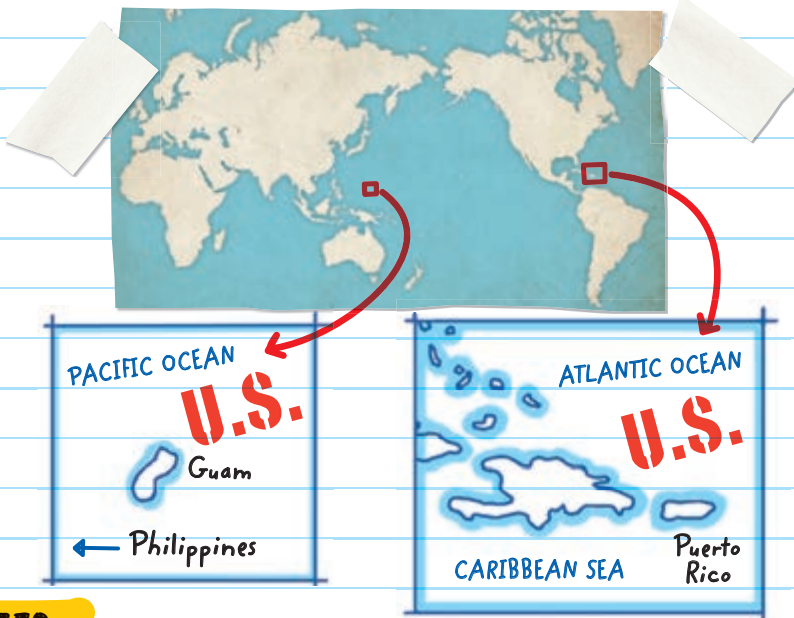 PACIFIC OCEAN
U.S.
Guam
Philippines
ATLANTIC OCEAN
U.S.
CARIBBEAN SEA
Puerto
Rico